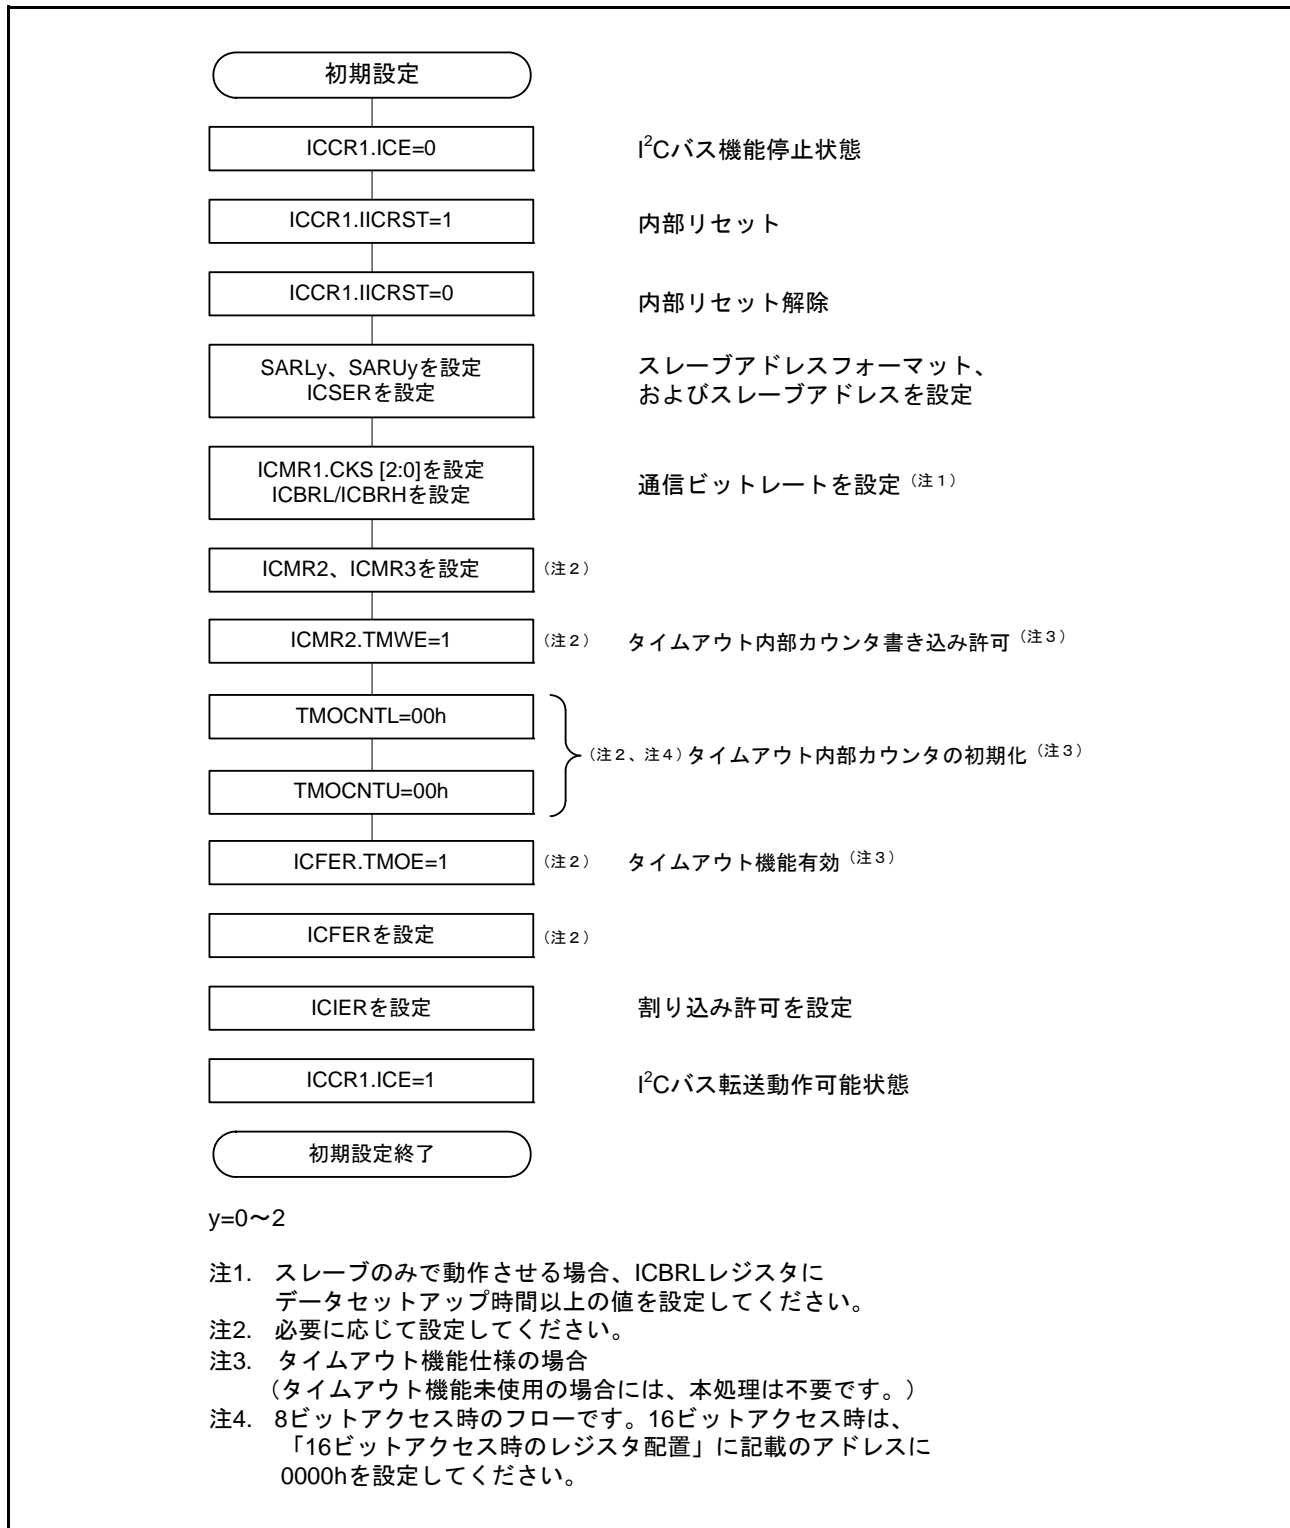 初期設定
ICCR1.ICE=0
I²Cバス機能停止状態
ICCR1.IICRST=1
内部リセット
ICCR1.IICRST=0
内部リセット解除
SARLy、SARUyを設定
ICSERを設定
スレーブアドレスフォーマット、
およびスレーブアドレスを設定
ICMR1.CKS [2:0]を設定
ICBRL/ICBRHを設定
通信ビットレートを設定（注1）
ICMR2、ICMR3を設定
（注2）
ICMR2.TMWE=1
（注2） タイムアウト内部カウンタ書き込み許可（注3）
TMOCNTL=00h
（注2、注4）タイムアウト内部カウンタの初期化（注3）
TMOCNTU=00h
ICFER.TMOE=1
（注2） タイムアウト機能有効（注3）
ICFERを設定
（注2）
ICIERを設定
割り込み許可を設定
ICCR1.ICE=1
I²Cバス転送動作可能状態
初期設定終了
y=0～2
注1. スレーブのみで動作させる場合、ICBRLレジスタに
データセットアップ時間以上の値を設定してください。
注2. 必要に応じて設定してください。
注3. タイムアウト機能仕様の場合
（タイムアウト機能未使用の場合には、本処理は不要です。）
注4. 8ビットアクセス時のフローです。16ビットアクセス時は、
「16ビットアクセス時のレジスタ配置」に記載のアドレスに
0000hを設定してください。